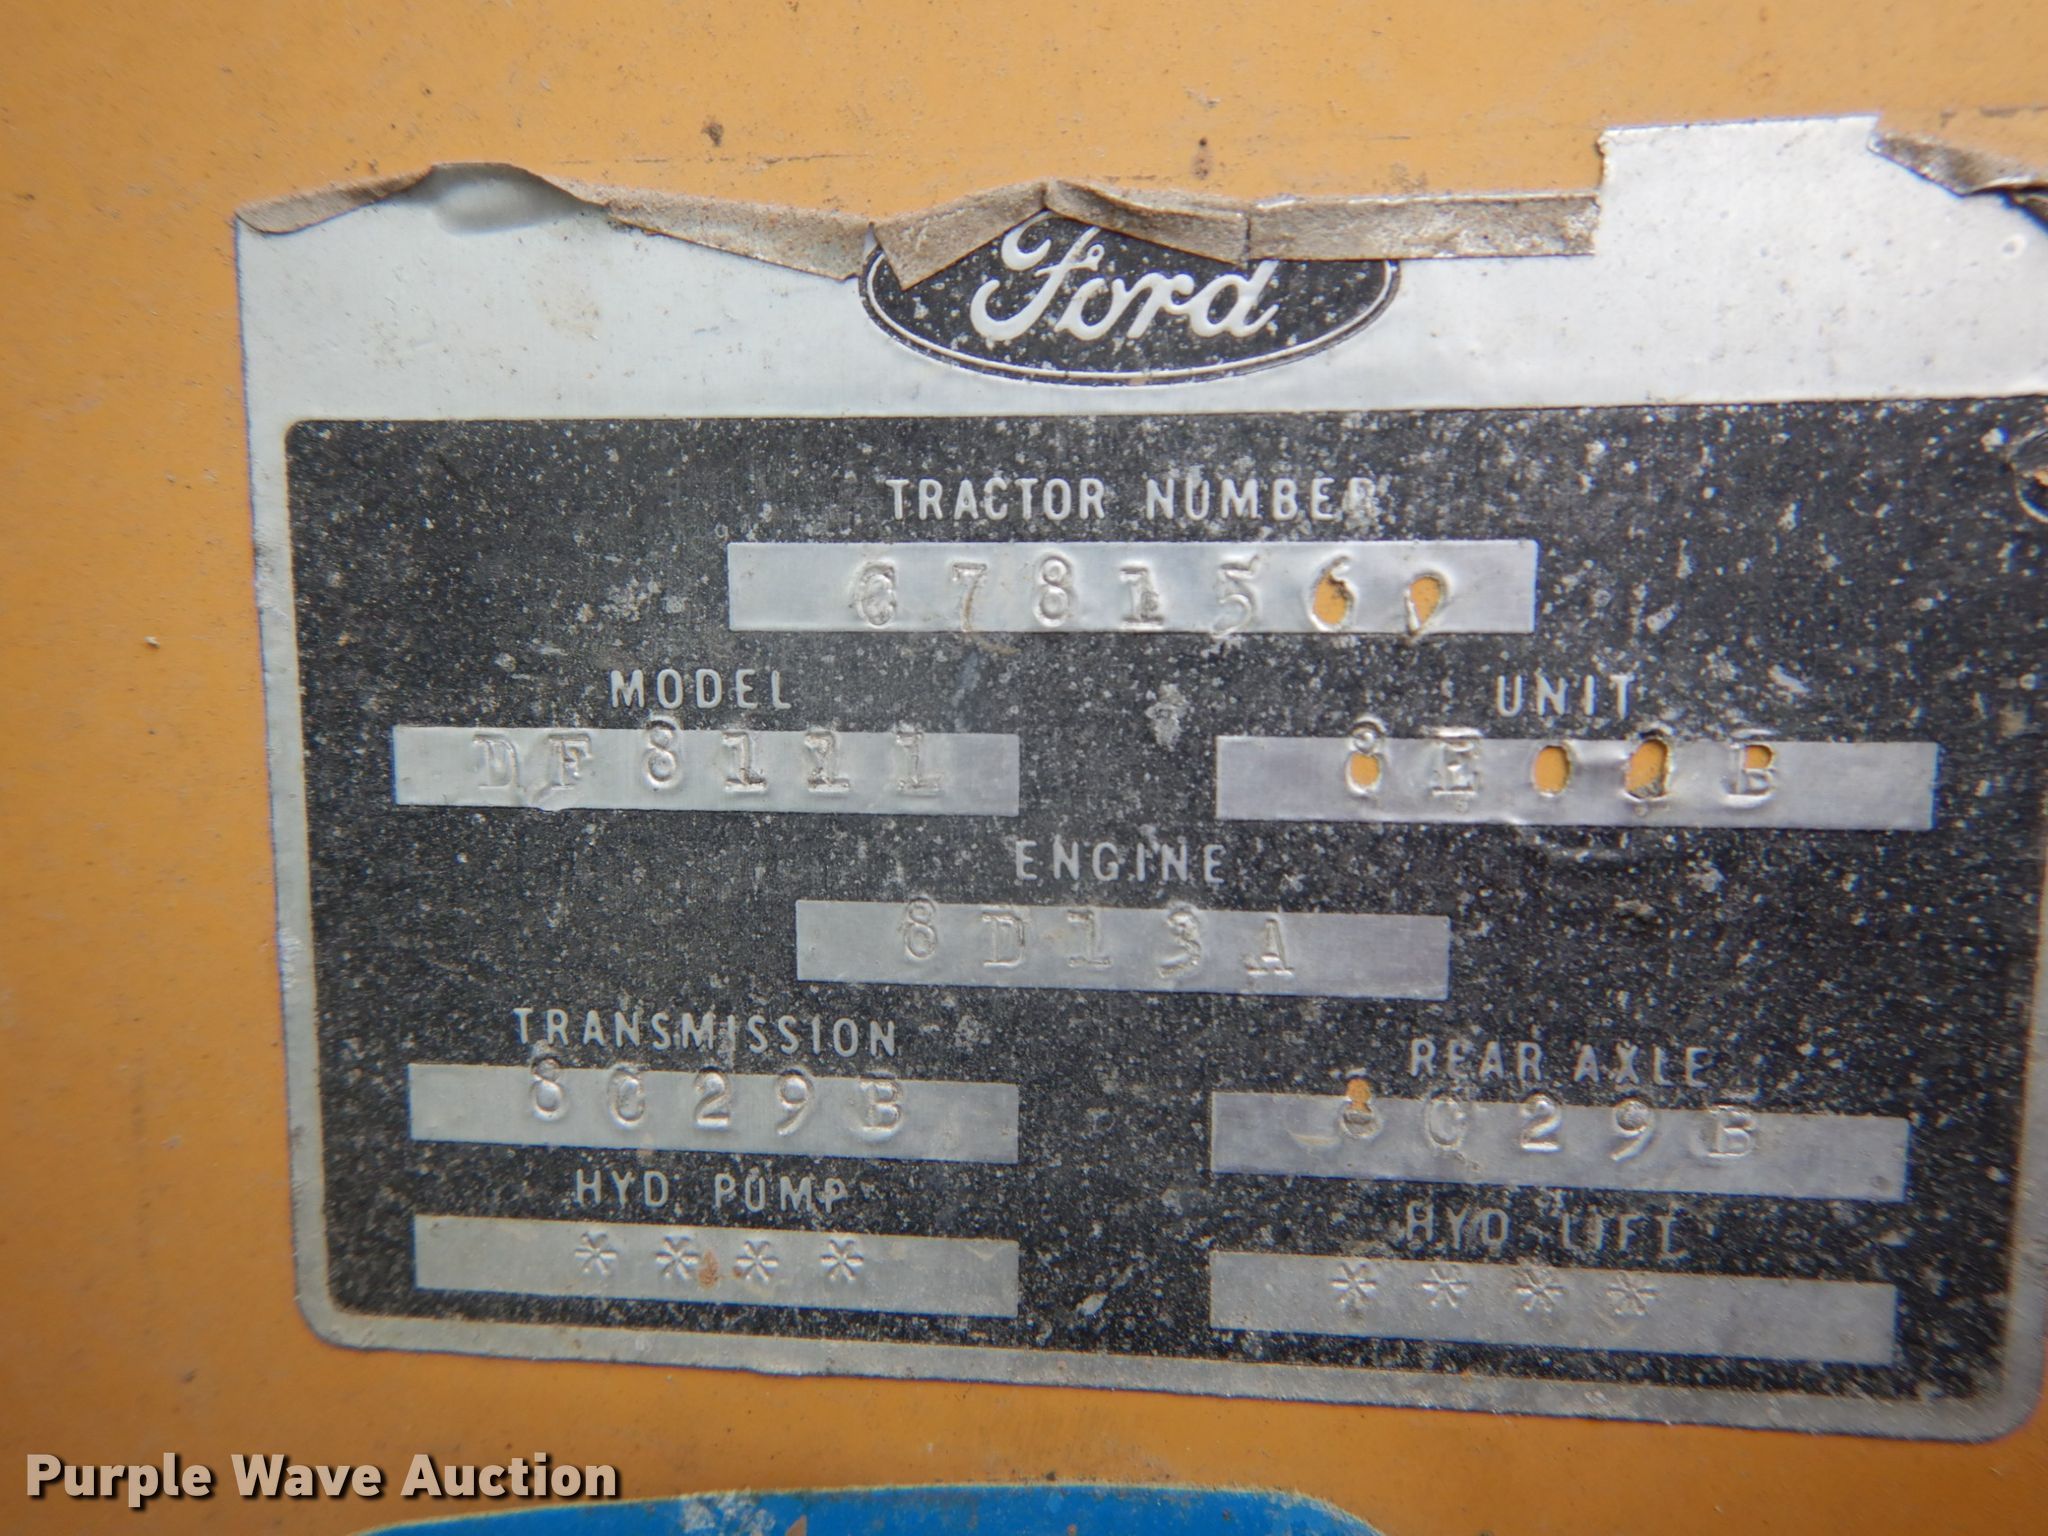 Ford
TRACTOR NUMBER
MODEL UNIT
DF8111
ENGINE
8D13A
TRANSMISSION REAR AXLE
8C29B 8C29B
HYD. PUMP HYD. LIFT
**** ****
Purple Wave Auction